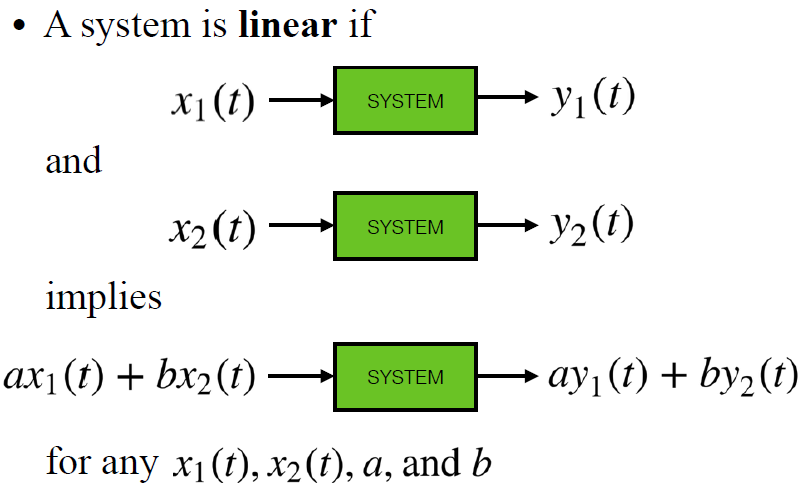 • A system is linear if
x₁(t) SYSTEM y₁(t)
and
x₂(t) SYSTEM y₂(t)
implies
ax₁(t) + bx₂(t) SYSTEM ay₁(t) + by₂(t)
for any x₁(t), x₂(t), a, and b